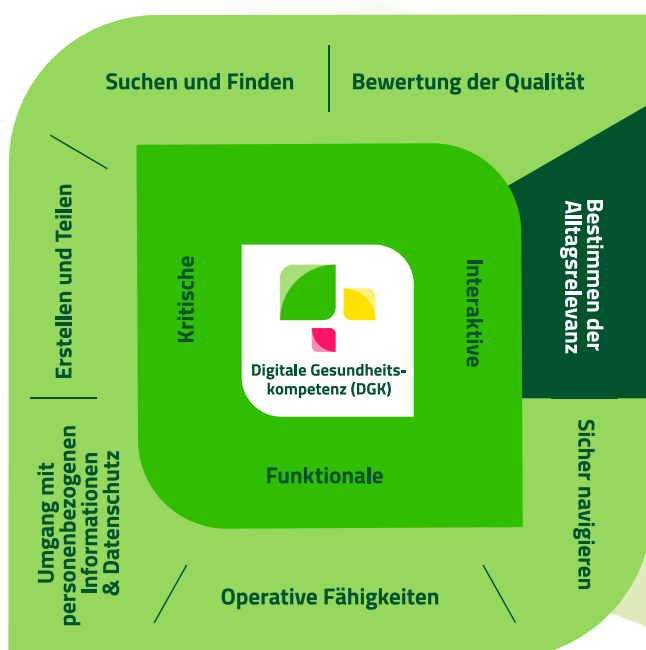 Suchen und Finden
Bewertung der Qualität
Bestimmen der
Alltagsrelevanz
Sicher navigieren
Operative Fähigkeiten
Umgang mit
personenbezogenen
Informationen
& Datenschutz
Erstellen und Teilen
Kritische
Interaktive
Funktionale
Digitale Gesundheits-
kompetenz (DGK)